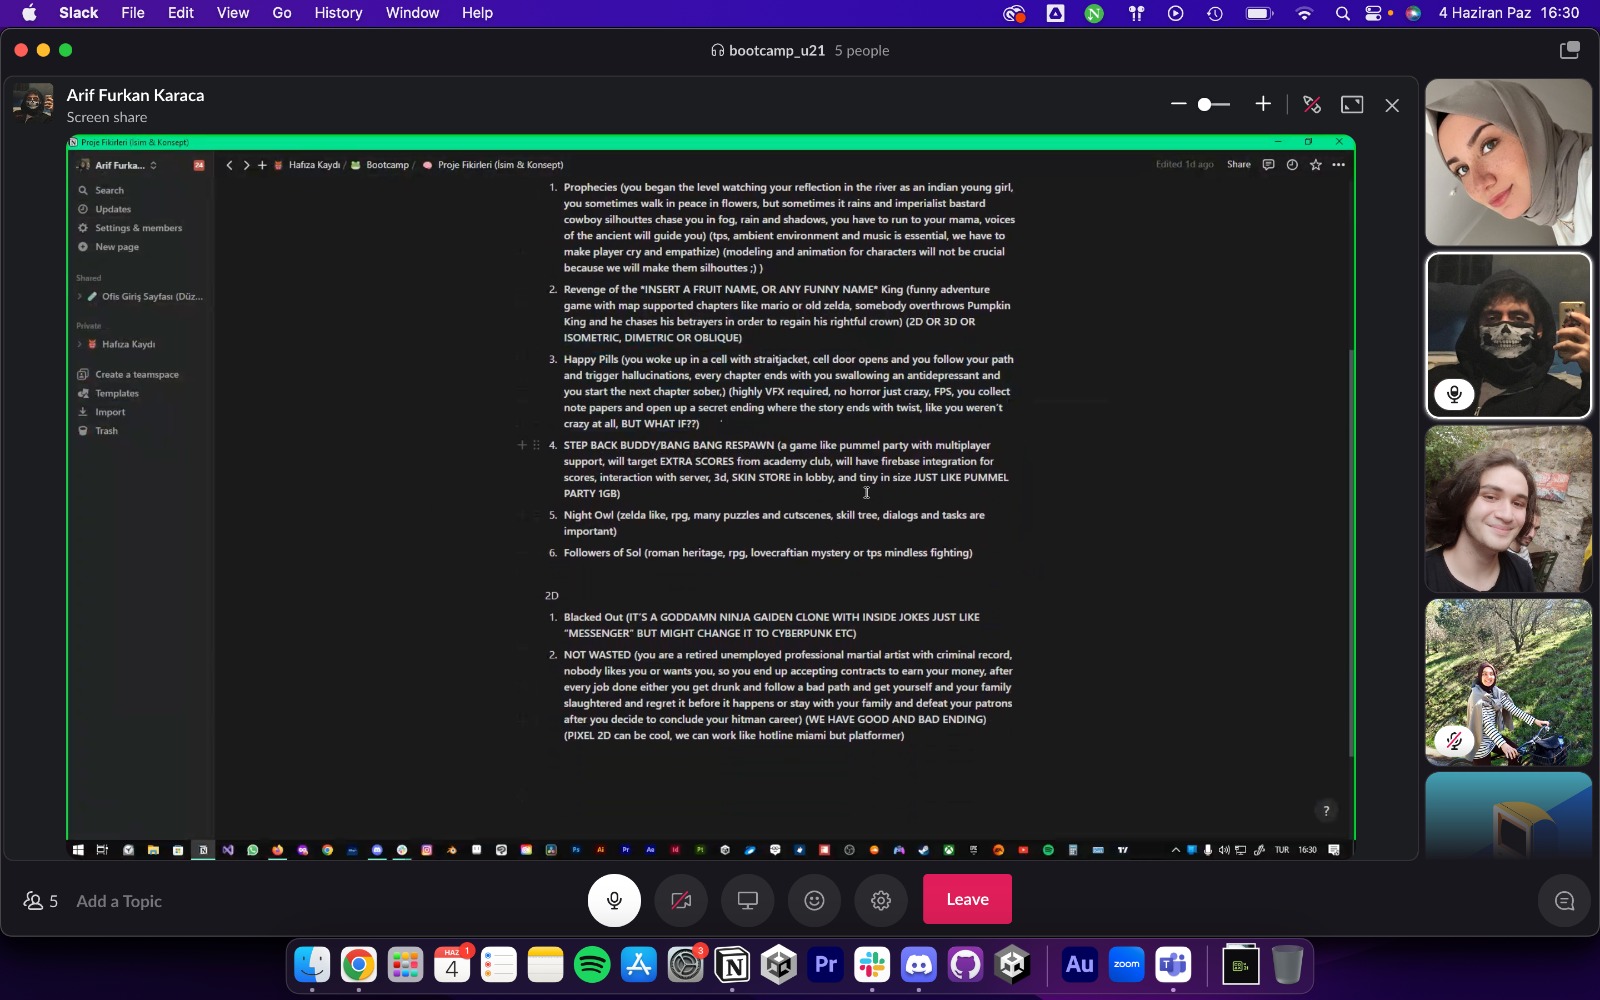 Slack File Edit View Go History Window Help 4 Haziran Paz 16:30
bootcamp_u21 5 people
Arif Furkan Karaca
Screen share
Proje Fikirleri (İsim & Konsept)
Arif Furka... 24
Hafıza Kaydı / Bootcamp / Proje Fikirleri (İsim & Konsept) Edited 1d ago Share
Search
Updates
Settings & members
New page
Shared
Ofis Giriş Sayfası (Düz...
Private
Hafıza Kaydı
Create a teamspace
Templates
Import
Trash
1. Prophecies (you began the level watching your reflection in the river as an indian young girl,
you sometimes walk in peace in flowers, but sometimes it rains and imperialist bastard
cowboy silhouttes chase you in fog, rain and shadows, you have to run to your mama, voices
of the ancient will guide you) (tps, ambient environment and music is essential, we have to
make player cry and empathize) (modeling and animation for characters will not be crucial
because we will make them silhouttes ;) )
2. Revenge of the *INSERT A FRUIT NAME, OR ANY FUNNY NAME* King (funny adventure
game with map supported chapters like mario or old zelda, somebody overthrows Pumpkin
King and he chases his betrayers in order to regain his rightful crown) (2D OR 3D OR
ISOMETRIC, DIMETRIC OR OBLIQUE)
3. Happy Pills (you woke up in a cell with straitjacket, cell door opens and you follow your path
and trigger hallucinations, every chapter ends with you swallowing an antidepressant and
you start the next chapter sober,) (highly VFX required, no horror just crazy, FPS, you collect
note papers and open up a secret ending where the story ends with twist, like you weren't
crazy at all, BUT WHAT IF??)
4. STEP BACK BUDDY/BANG BANG RESPAWN (a game like pummel party with multiplayer
support, will target EXTRA SCORES from academy club, will have firebase integration for
scores, interaction with server, 3d, SKIN STORE in lobby, and tiny in size JUST LIKE PUMMEL
PARTY 1GB)
5. Night Owl (zelda like, rpg, many puzzles and cutscenes, skill tree, dialogs and tasks are
important)
6. Followers of Sol (roman heritage, rpg, lovecraftian mystery or tps mindless fighting)
2D
1. Blacked Out (IT'S A GODDAMN NINJA GAIDEN CLONE WITH INSIDE JOKES JUST LIKE
"MESSENGER" BUT MIGHT CHANGE IT TO CYBERPUNK ETC)
2. NOT WASTED (you are a retired unemployed professional martial artist with criminal record,
nobody likes you or wants you, so you end up accepting contracts to earn your money, after
every job done either you get drunk and follow a bad path and get yourself and your family
slaughtered and regret it before it happens or stay with your family and defeat your patrons
after you decide to conclude your hitman career) (WE HAVE GOOD AND BAD ENDING)
(PIXEL 2D can be cool, we can work like hotline miami but platformer)
?
Ps Ai Pr Ae Id Pt TUR 16:30
5 Add a Topic Leave
HAZ 1
4 3 Pr Au zoom